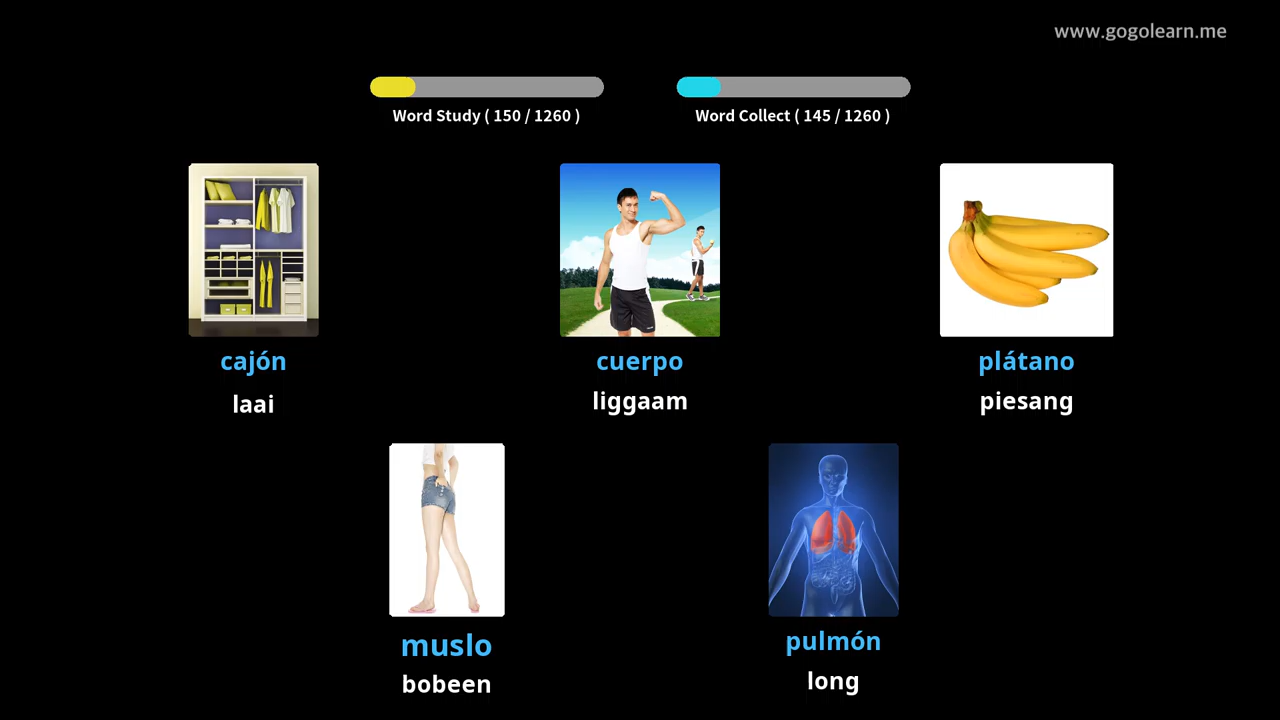 www.gogolearn.me
Word Study ( 150 / 1260 )
Word Collect ( 145 / 1260 )
cajón
laai
cuerpo
liggaam
plátano
piesang
muslo
bobeen
pulmón
long